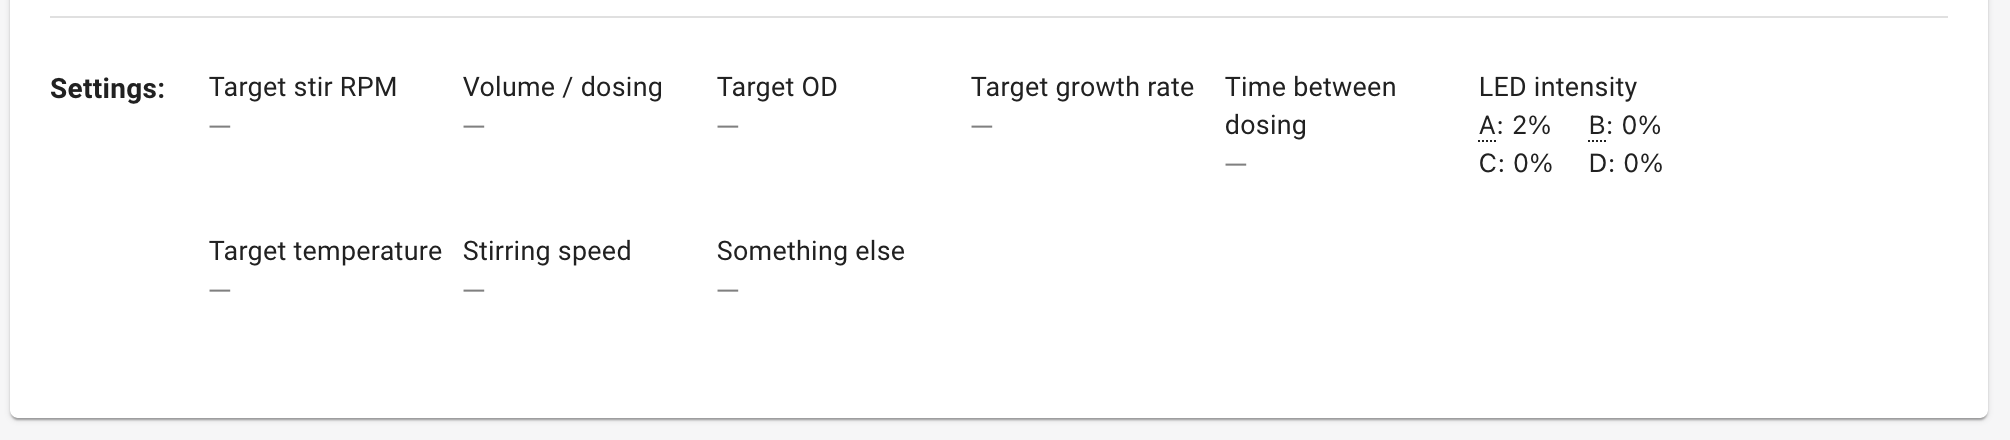 Settings:
Target stir RPM
—
Volume / dosing
—
Target OD
—
Target growth rate
—
Time between
dosing
—
LED intensity
A: 2% B: 0%
C: 0% D: 0%
Target temperature
—
Stirring speed
—
Something else
—